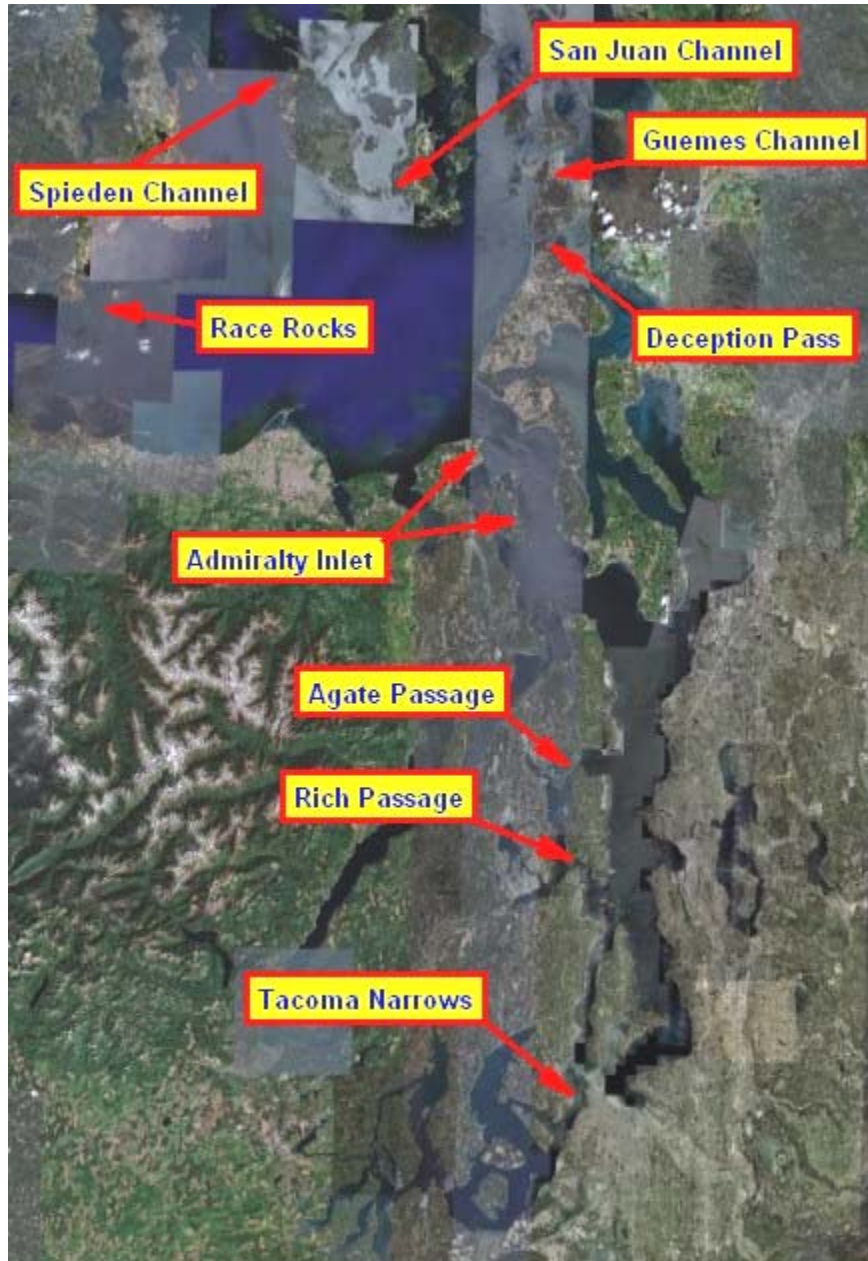 San Juan Channel
Guemes Channel
Spieden Channel
Race Rocks
Deception Pass
Admiralty Inlet
Agate Passage
Rich Passage
Tacoma Narrows